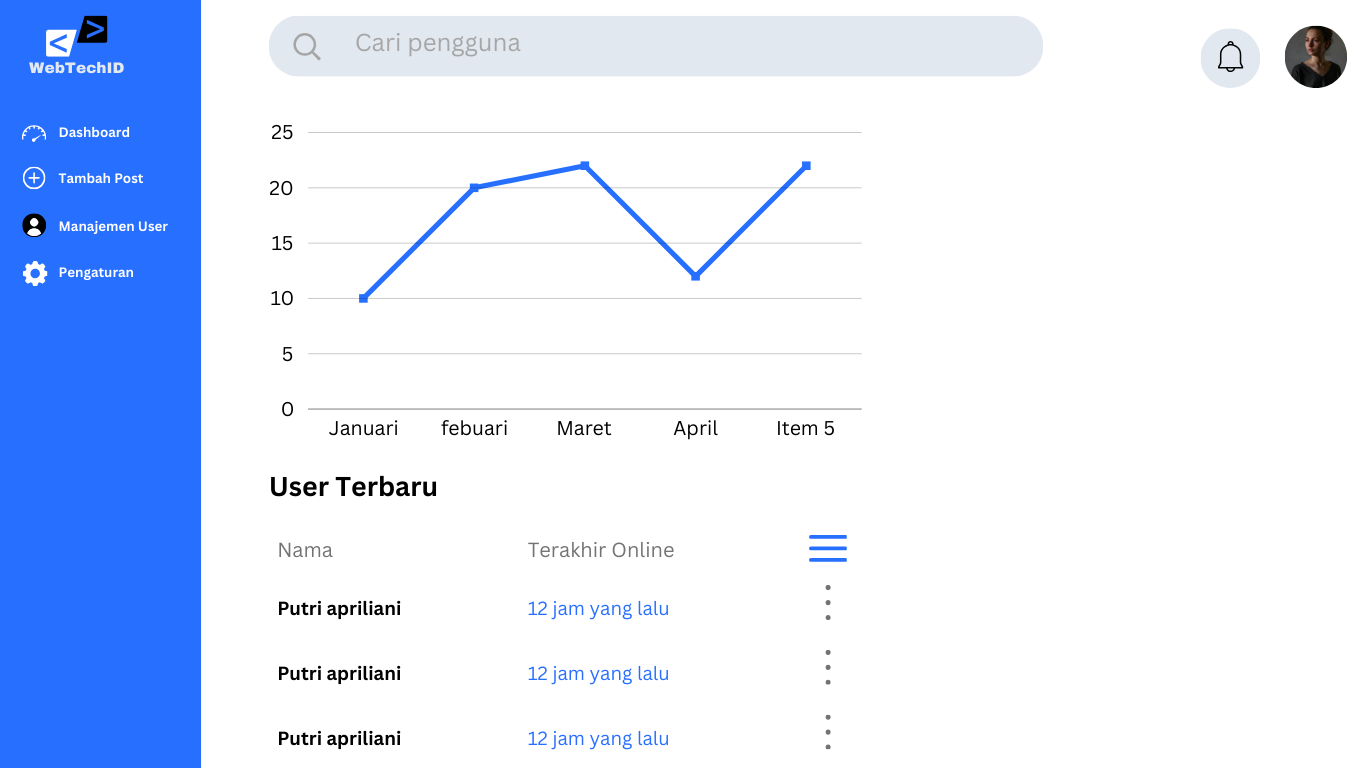 WebTechID
Dashboard
Tambah Post
Manajemen User
Pengaturan
Cari pengguna
25
20
15
10
5
0
Januari febuari Maret April Item 5
User Terbaru
Nama Terakhir Online
Putri apriliani 12 jam yang lalu
Putri apriliani 12 jam yang lalu
Putri apriliani 12 jam yang lalu